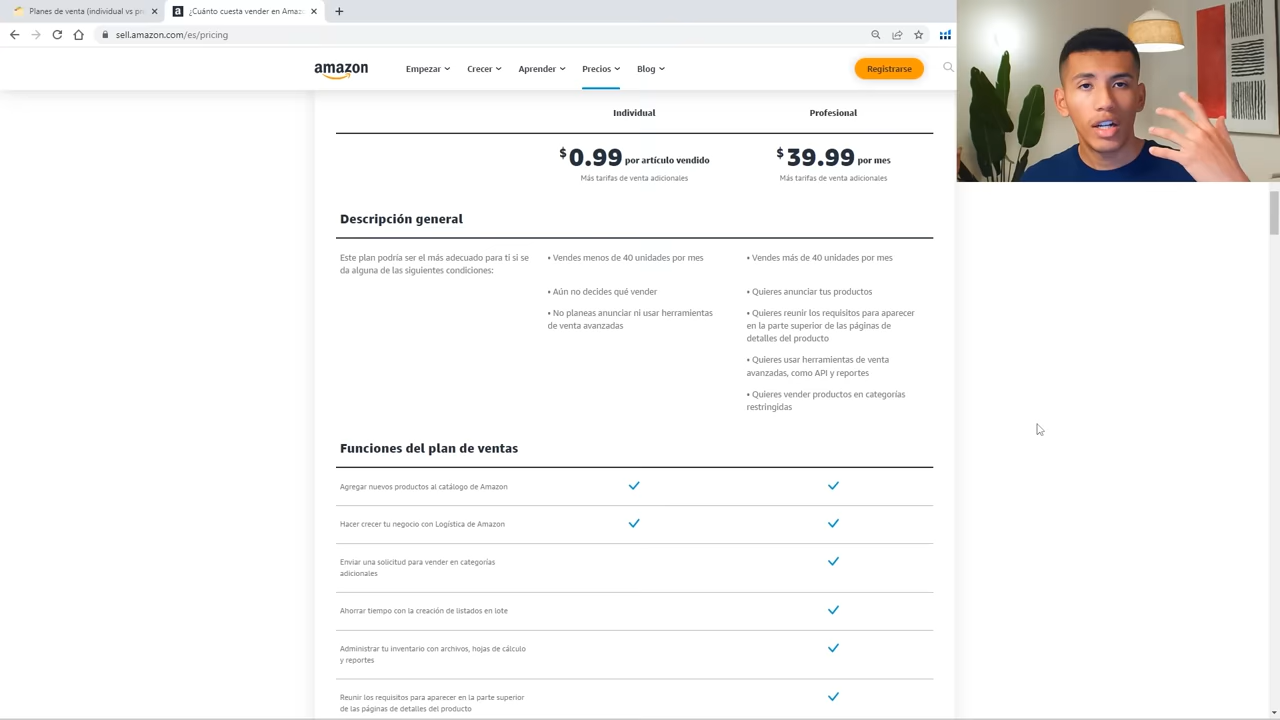 Planes de venta (individual vs pr
¿Cuánto cuesta vender en Amaz
sell.amazon.com/es/pricing
amazon
Empezar
Crecer
Aprender
Precios
Blog
Registrarse
Individual
Profesional
$0.99 por artículo vendido
$39.99 por mes
Más tarifas de venta adicionales
Más tarifas de venta adicionales
Descripción general
Este plan podría ser el más adecuado para ti si se
da alguna de las siguientes condiciones:
• Vendes menos de 40 unidades por mes
• Aún no decides qué vender
• No planeas anunciar ni usar herramientas
de venta avanzadas
• Vendes más de 40 unidades por mes
• Quieres anunciar tus productos
• Quieres reunir los requisitos para aparecer
en la parte superior de las páginas de
detalles del producto
• Quieres usar herramientas de venta
avanzadas, como API y reportes
• Quieres vender productos en categorías
restringidas
Funciones del plan de ventas
Agregar nuevos productos al catálogo de Amazon
Hacer crecer tu negocio con Logística de Amazon
Enviar una solicitud para vender en categorías
adicionales
Ahorrar tiempo con la creación de listados en lote
Administrar tu inventario con archivos, hojas de cálculo
y reportes
Reunir los requisitos para aparecer en la parte superior
de las páginas de detalles del producto